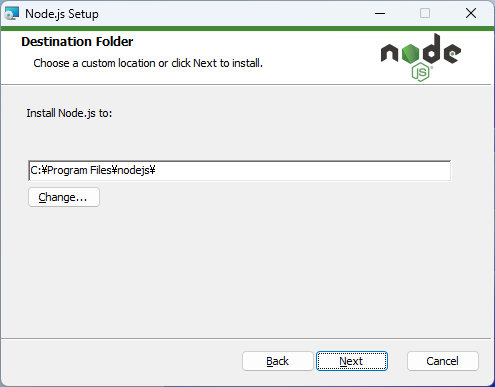 Node.js Setup
Destination Folder
Choose a custom location or click Next to install.
node
JS
Install Node.js to:
C:¥Program Files¥nodejs¥
Change...
Back
Next
Cancel